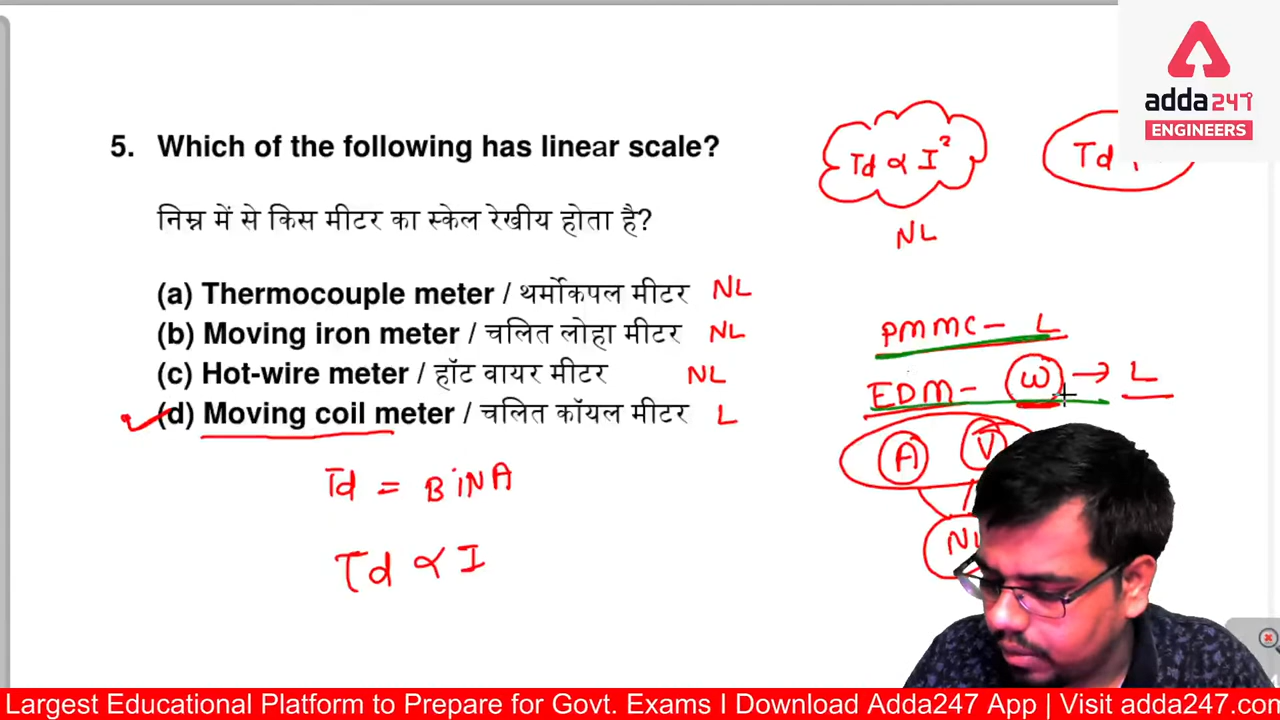 adda247
ENGINEERS
5. Which of the following has linear scale?
निम्न में से किस मीटर का स्केल रेखीय होता है?
(a) Thermocouple meter / थर्मोकपल मीटर NL
(b) Moving iron meter / चलित लोहा मीटर NL
(c) Hot-wire meter / हॉट वायर मीटर NL
(d) Moving coil meter / चलित कॉयल मीटर L
Td = BiNA
Td ∝ I
Td ∝ I²
NL
Td
PMMC - L
EDM - W → L
A V
NL
Largest Educational Platform to Prepare for Govt. Exams I Download Adda247 App | Visit adda247.con